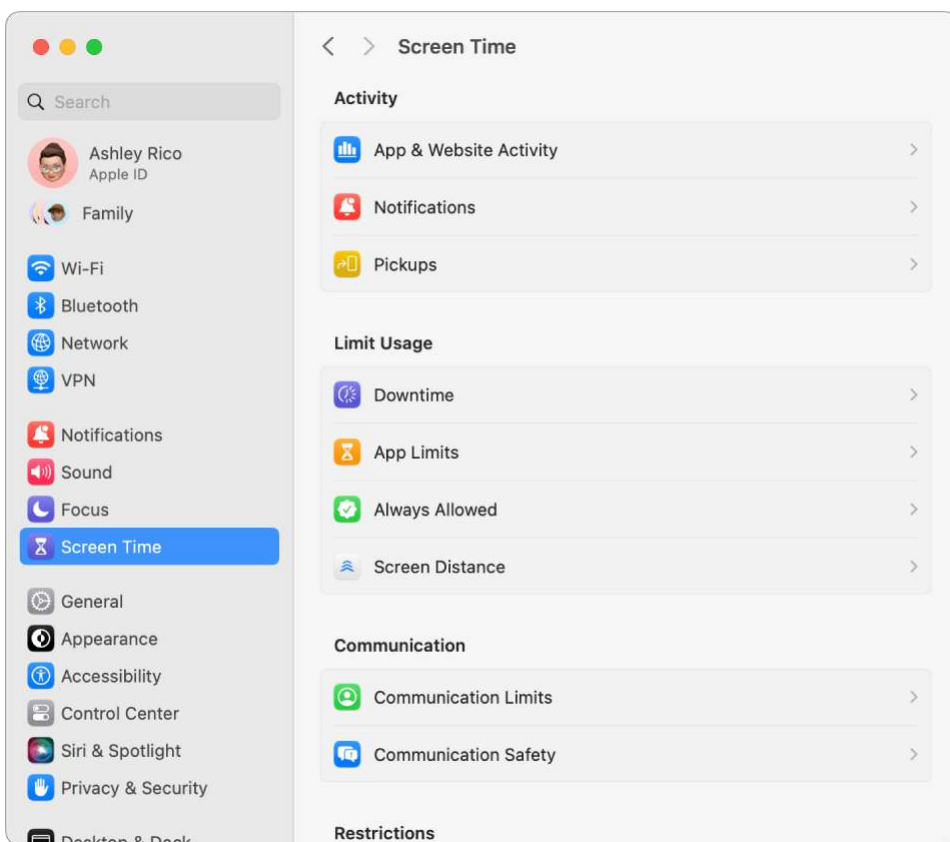 Search
Ashley Rico
Apple ID
Family
Wi-Fi
Bluetooth
Network
VPN
Notifications
Sound
Focus
Screen Time
General
Appearance
Accessibility
Control Center
Siri & Spotlight
Privacy & Security
Desktop & Dock
Screen Time
Activity
App & Website Activity
Notifications
Pickups
Limit Usage
Downtime
App Limits
Always Allowed
Screen Distance
Communication
Communication Limits
Communication Safety
Restrictions